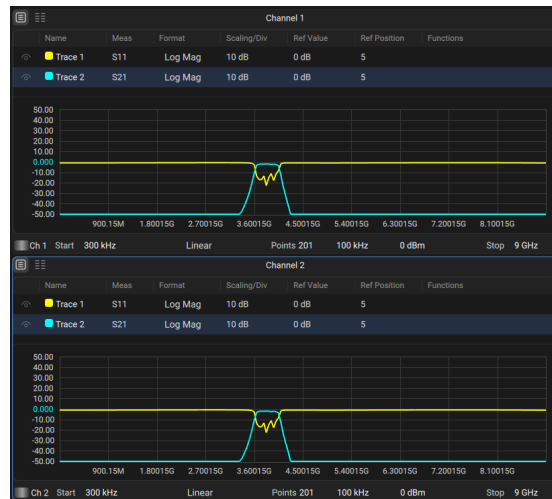 Channel 1
Name Meas Format Scaling/Div Ref Value Ref Position Functions
Trace 1 S11 Log Mag 10 dB 0 dB 5
Trace 2 S21 Log Mag 10 dB 0 dB 5
50.00
40.00
30.00
20.00
10.00
0.000
-10.00
-20.00
-30.00
-40.00
-50.00
900.15M 1.80015G 2.70015G 3.60015G 4.50015G 5.40015G 6.30015G 7.20015G 8.10015G
Ch 1 Start 300 kHz Linear Points 201 100 kHz 0 dBm Stop 9 GHz
Channel 2
Name Meas Format Scaling/Div Ref Value Ref Position Functions
Trace 1 S11 Log Mag 10 dB 0 dB 5
Trace 2 S21 Log Mag 10 dB 0 dB 5
50.00
40.00
30.00
20.00
10.00
0.000
-10.00
-20.00
-30.00
-40.00
-50.00
900.15M 1.80015G 2.70015G 3.60015G 4.50015G 5.40015G 6.30015G 7.20015G 8.10015G
Ch 2 Start 300 kHz Linear Points 201 100 kHz 0 dBm Stop 9 GHz